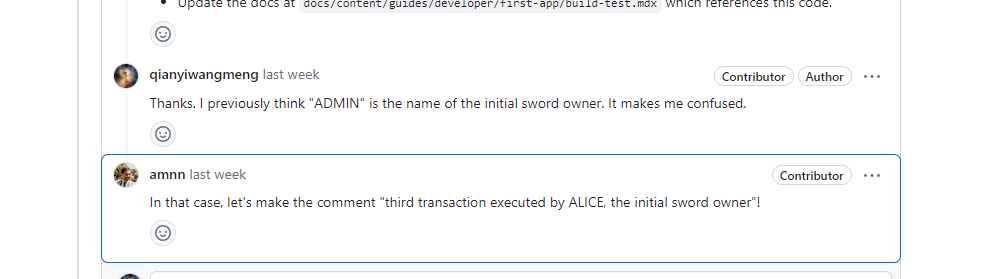 Update the docs at docs/content/guides/developer/first-app/build-test.mdx which references this code.
qianyiwangmeng last week Contributor Author
Thanks. I previously think "ADMIN" is the name of the initial sword owner. It makes me confused.
amnn last week Contributor
In that case, let's make the comment "third transaction executed by ALICE, the initial sword owner"!